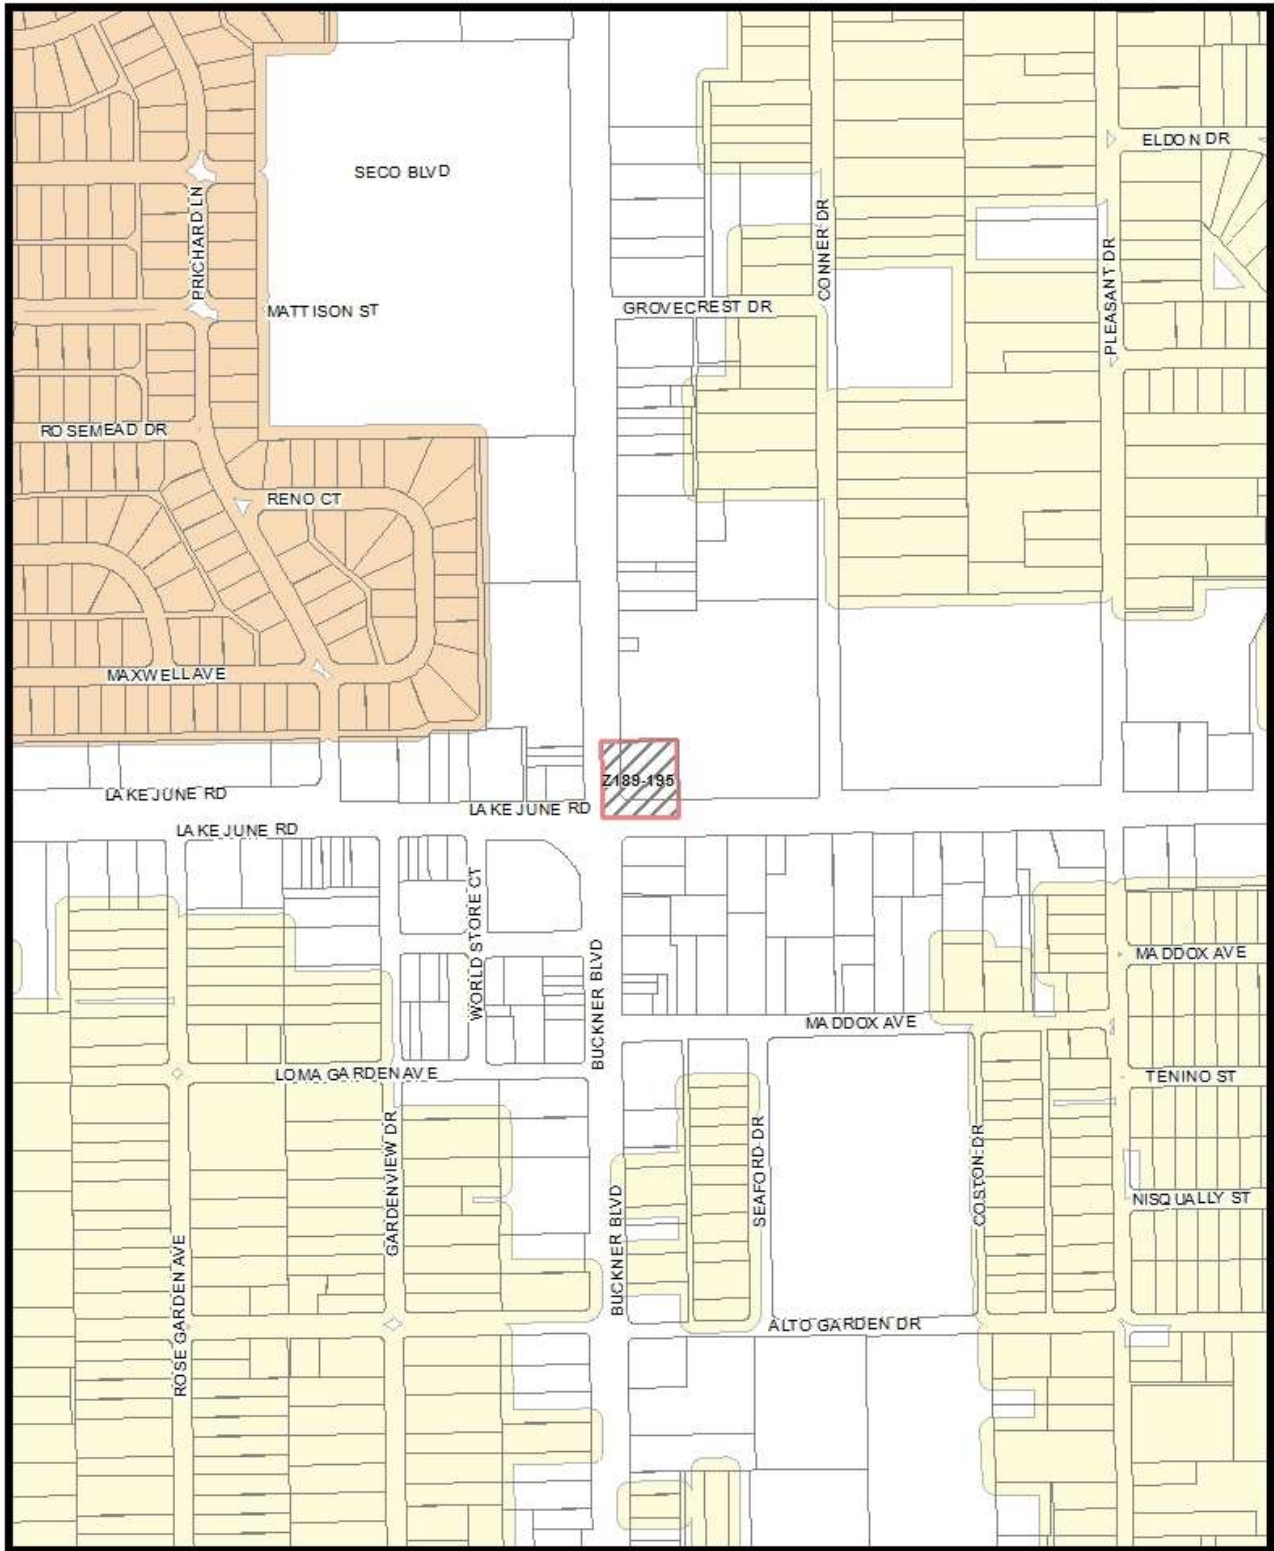 ELDON DR
SECO BLVD
PRICHARD LN
CONNER DR
PLEASANT DR
MATTISON ST
GROVECREST DR
ROSEMEAD DR
RENO CT
MAXWELL AVE
Z189-195
LAKE JUNE RD
LAKE JUNE RD
LAKE JUNE RD
WORLD STORE CT
BUCKNER BLVD
MADDOX AVE
MADDOX AVE
LOMA GARDEN AVE
TENINO ST
GARDENVIEW DR
SEAFORD DR
COSTON DR
NISQUALLY ST
BUCKNER BLVD
ROSE GARDEN AVE
ALTO GARDEN DR